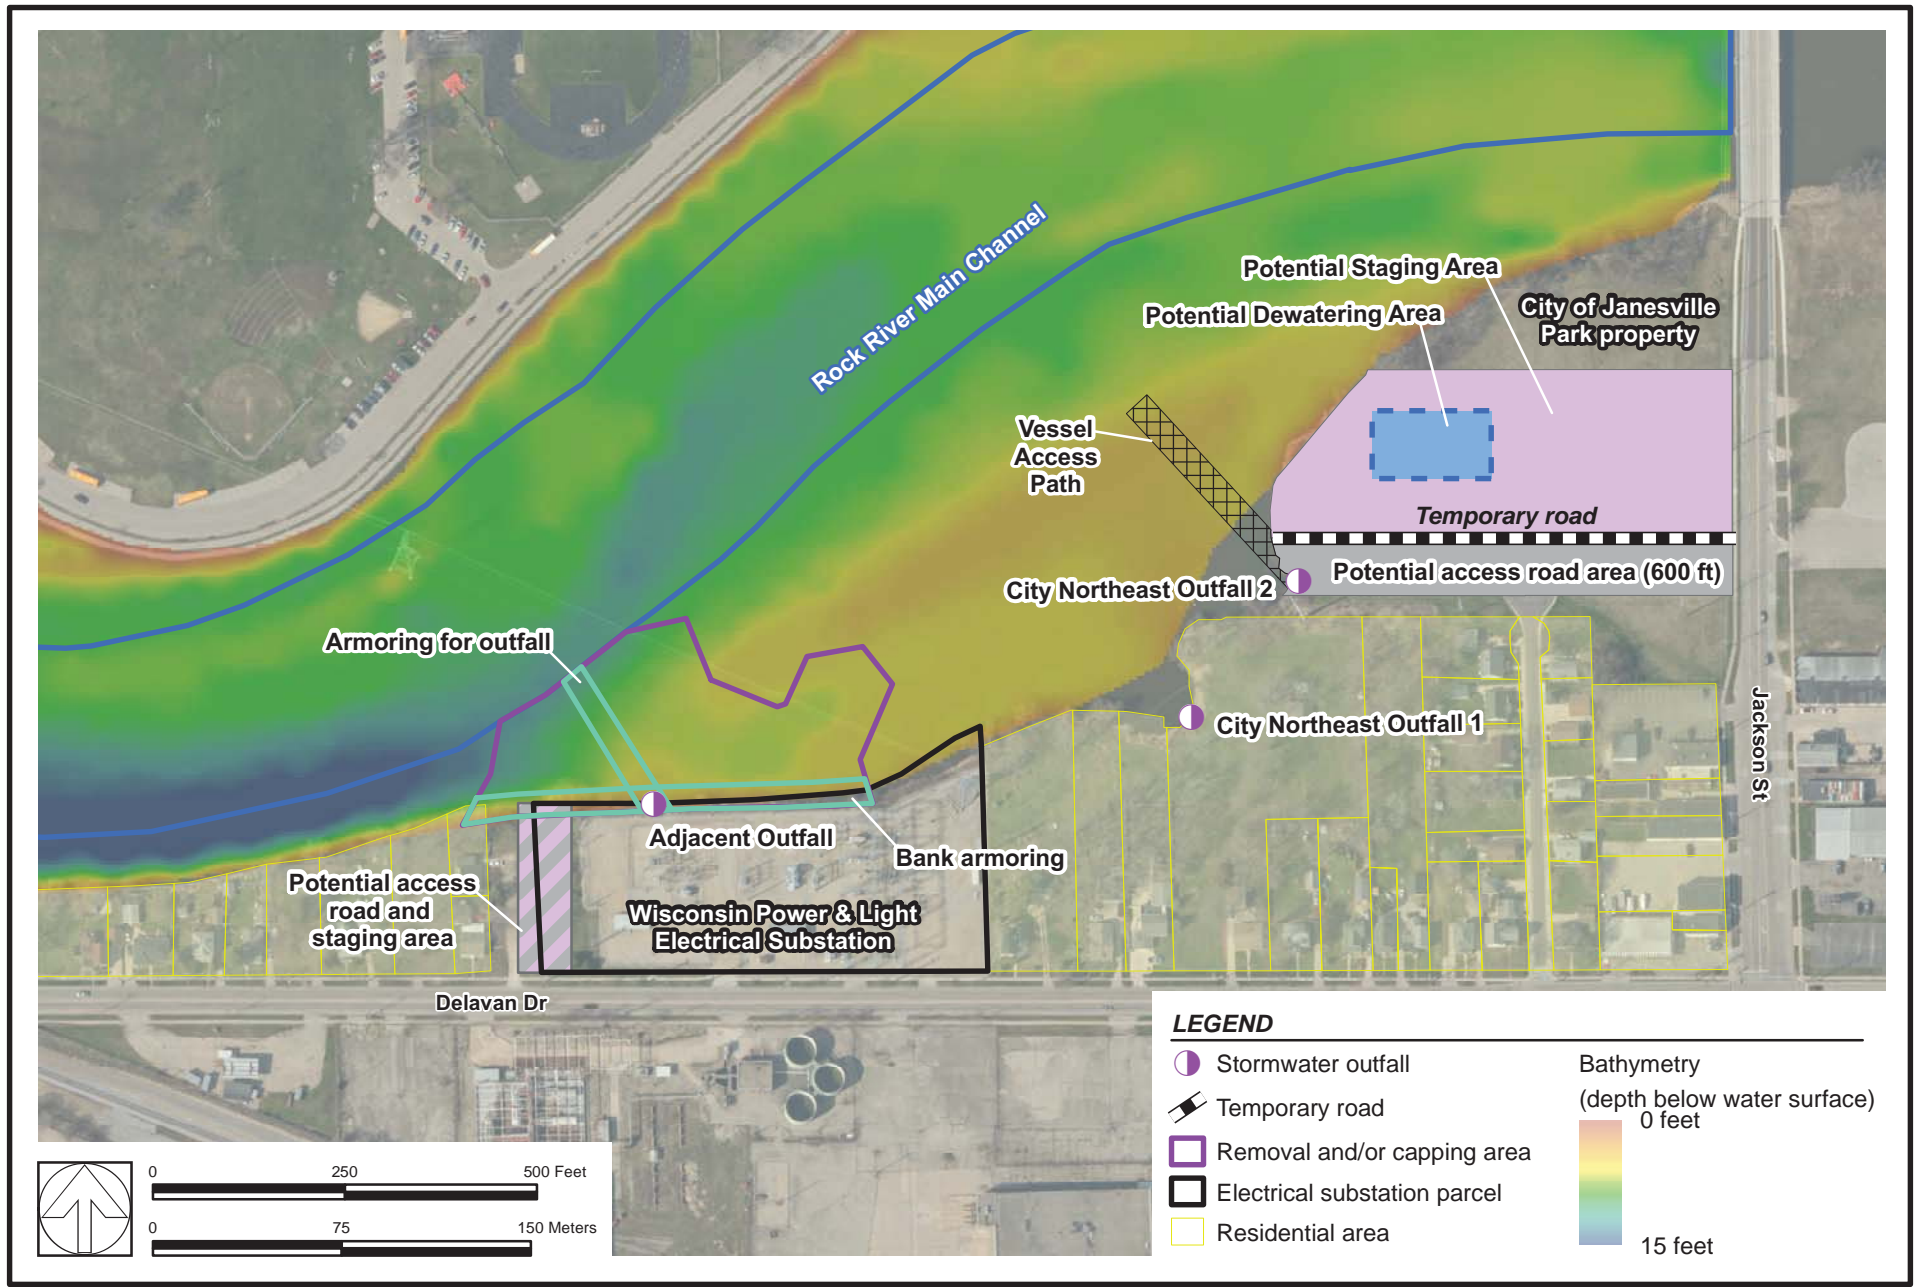 Rock River Main Channel
Potential Staging Area
Potential Dewatering Area
City of Janesville
Park property
Vessel
Access
Path
Temporary road
Potential access road area (600 ft)
City Northeast Outfall 2
Armoring for outfall
City Northeast Outfall 1
Jackson St
Adjacent Outfall
Bank armoring
Potential access
road and
staging area
Wisconsin Power & Light
Electrical Substation
Delavan Dr
LEGEND
Stormwater outfall
Temporary road
Removal and/or capping area
Electrical substation parcel
Residential area
Bathymetry
(depth below water surface)
0 feet
15 feet
0 250 500 Feet
0 75 150 Meters